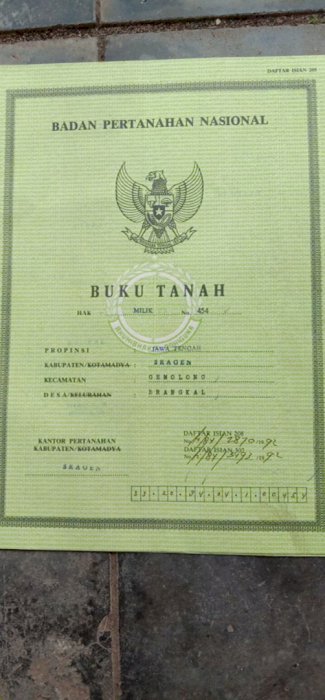 DAFTAR ISIAN 205
BADAN PERTANAHAN NASIONAL
BUKU TANAH
HAK MILIK No. 454
PROPINSI : JAWA TENGAH
KABUPATEN/KOTAMADYA : SRAGEN
KECAMATAN GEMOLONG
DESA/KELURAHAN : BRANGKAL
DAFTAR ISIAN 208
KANTOR PERTANAHAN
KABUPATEN/KOTAMADYA
DAFTAR ISIAN 307
SRAGEN